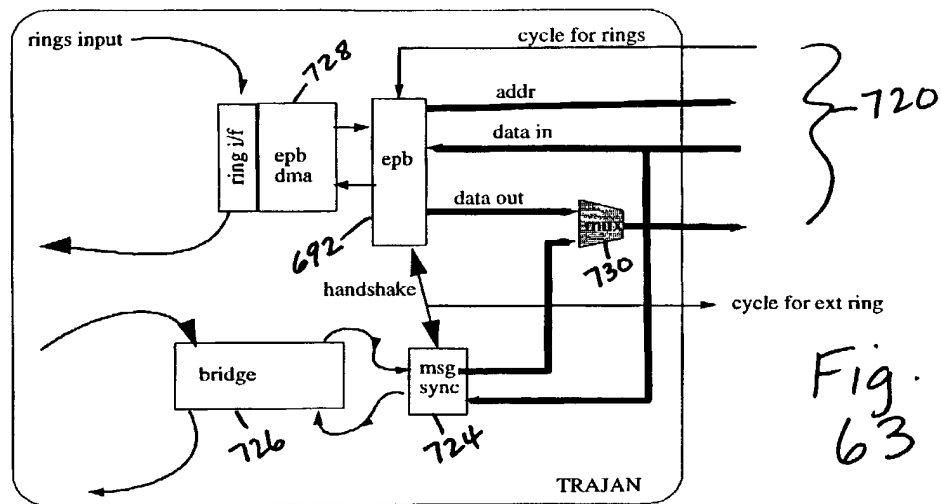 rings input
cycle for rings
728
720
addr
ring i/f
epb
dma
epb
data in
data out
mux
692
730
handshake
cycle for ext ring
bridge
msg
sync
726
724
Fig.
63
TRAJAN